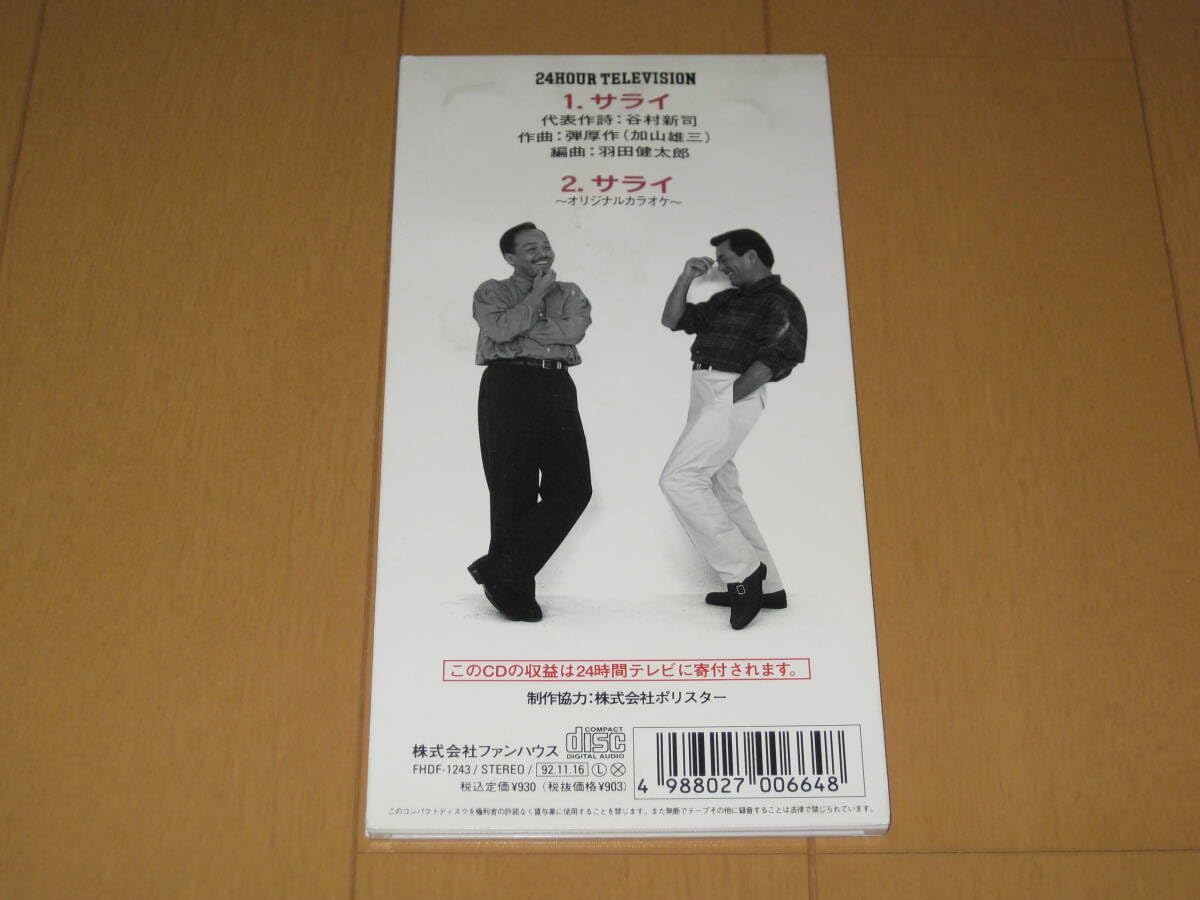 24HOUR TELEVISION
1. サライ
代表作詩：谷村新司
作曲：弾厚作(加山雄三)
編曲：羽田健太郎
2. サライ
〜オリジナルカラオケ〜
このCDの収益は24時間テレビに寄付されます。
制作協力：株式会社ポリスター
株式会社ファンハウス
COMPACT
disc
DIGITAL AUDIO
FHDF-1243 / STEREO / 92.11.16 L X
税込定価¥930 (税抜価格¥903)
4 988027 006648
このコンパクトディスクを権利者の許諾なく賃与業に使用することを禁じます。また無断でテープその他に録音することは法律で禁じられています。